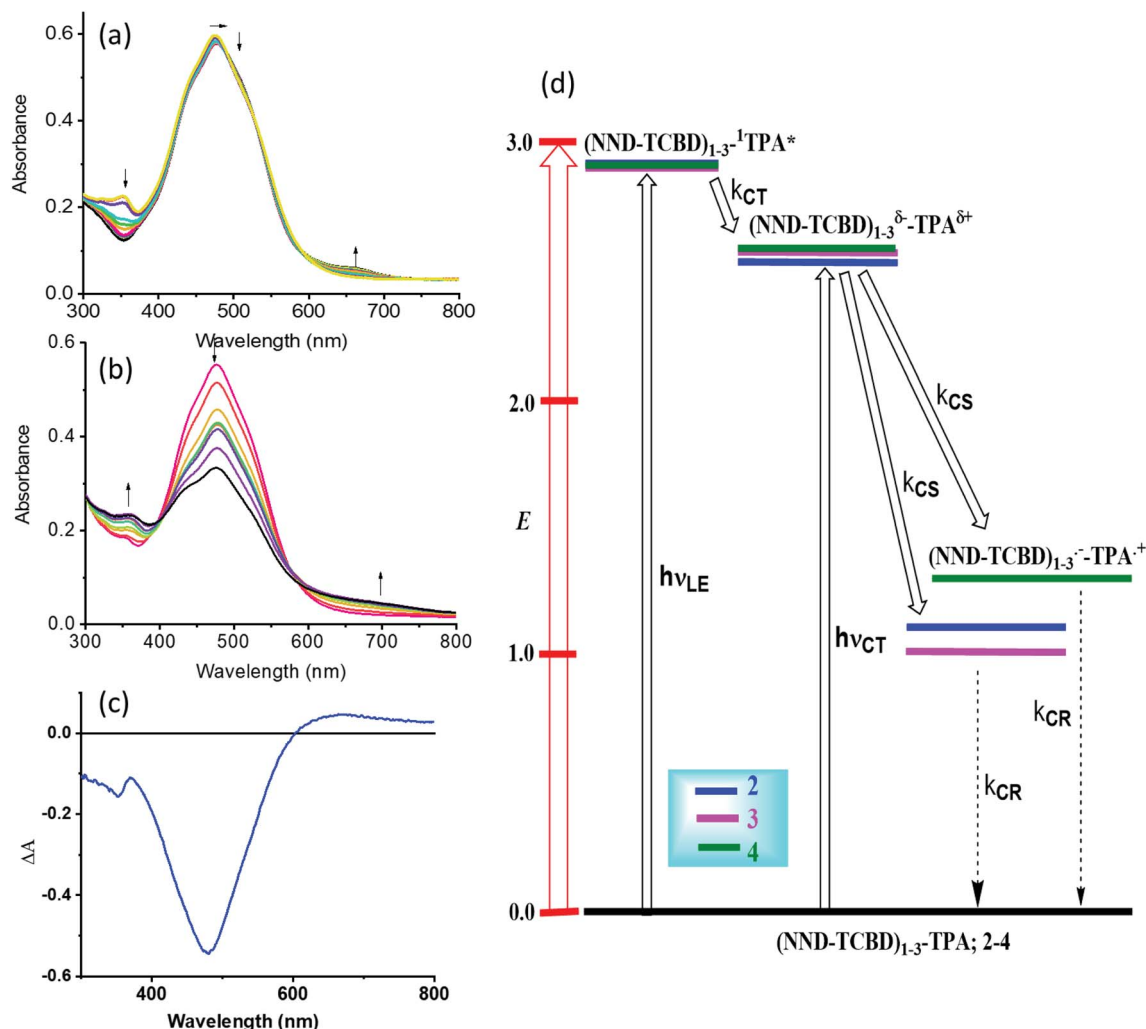 (a)
0.6
0.4
0.2
0.0
Absorbance
300 400 500 600 700 800
Wavelength (nm)
(b)
0.6
0.4
0.2
0.0
Absorbance
300 400 500 600 700 800
Wavelength (nm)
(c)
0.0
-0.2
-0.4
-0.6
ΔA
400 600 800
Wavelength (nm)
(d)
3.0
2.0
1.0
0.0
E
(NND-TCBD)₁₋₃-¹TPA*
kCT
(NND-TCBD)₁₋₃δ--TPAδ+
kCS
kCS
(NND-TCBD)₁₋₃·--TPA·+
hνLE
hνCT
kCR
kCR
2
3
4
(NND-TCBD)₁₋₃-TPA; 2-4